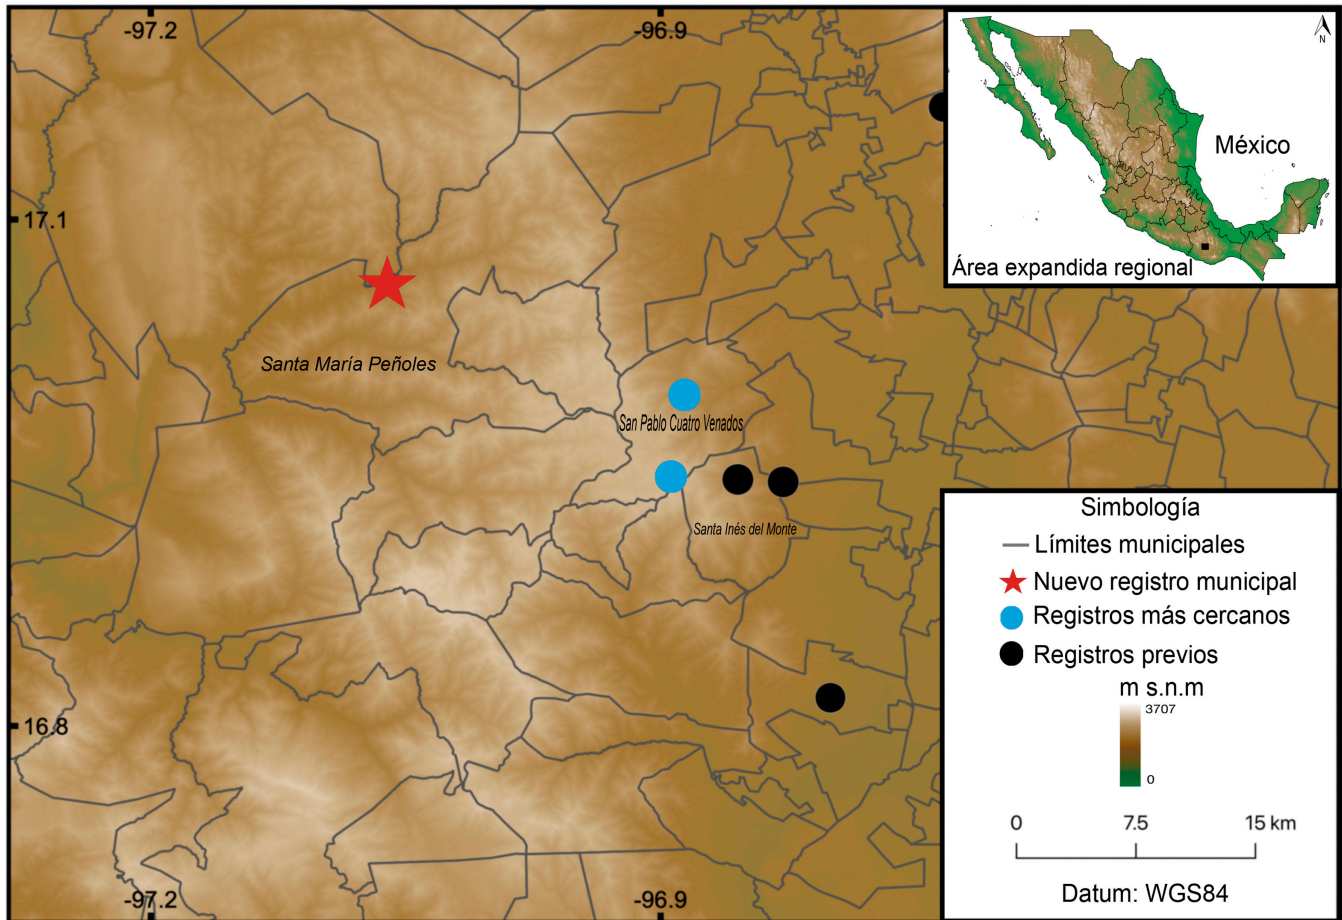 -97.2
-96.9
N
México
17.1
Área expandida regional
Santa María Peñoles
San Pablo Cuatro Venados
Santa Inés del Monte
Simbología
Límites municipales
Nuevo registro municipal
Registros más cercanos
Registros previos
m s.n.m
3707
0
16.8
0
7.5
15 km
Datum: WGS84
-97.2
-96.9